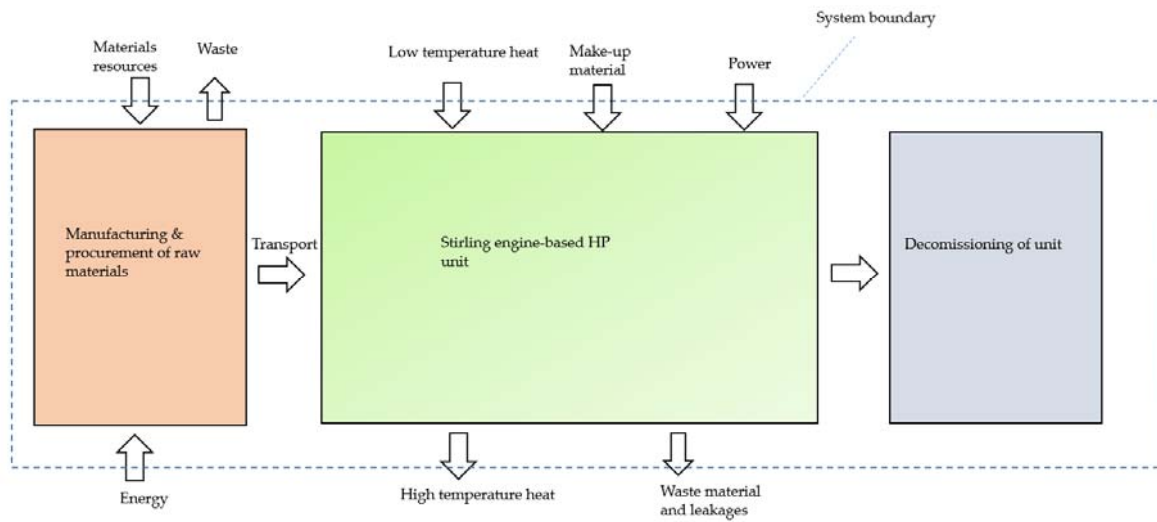 System boundary
Materials
resources
Waste
Low temperature heat
Make-up
material
Power
Manufacturing &
procurement of raw
materials
Transport
Stirling engine-based HP
unit
Decomissioning of unit
Energy
High temperature heat
Waste material
and leakages